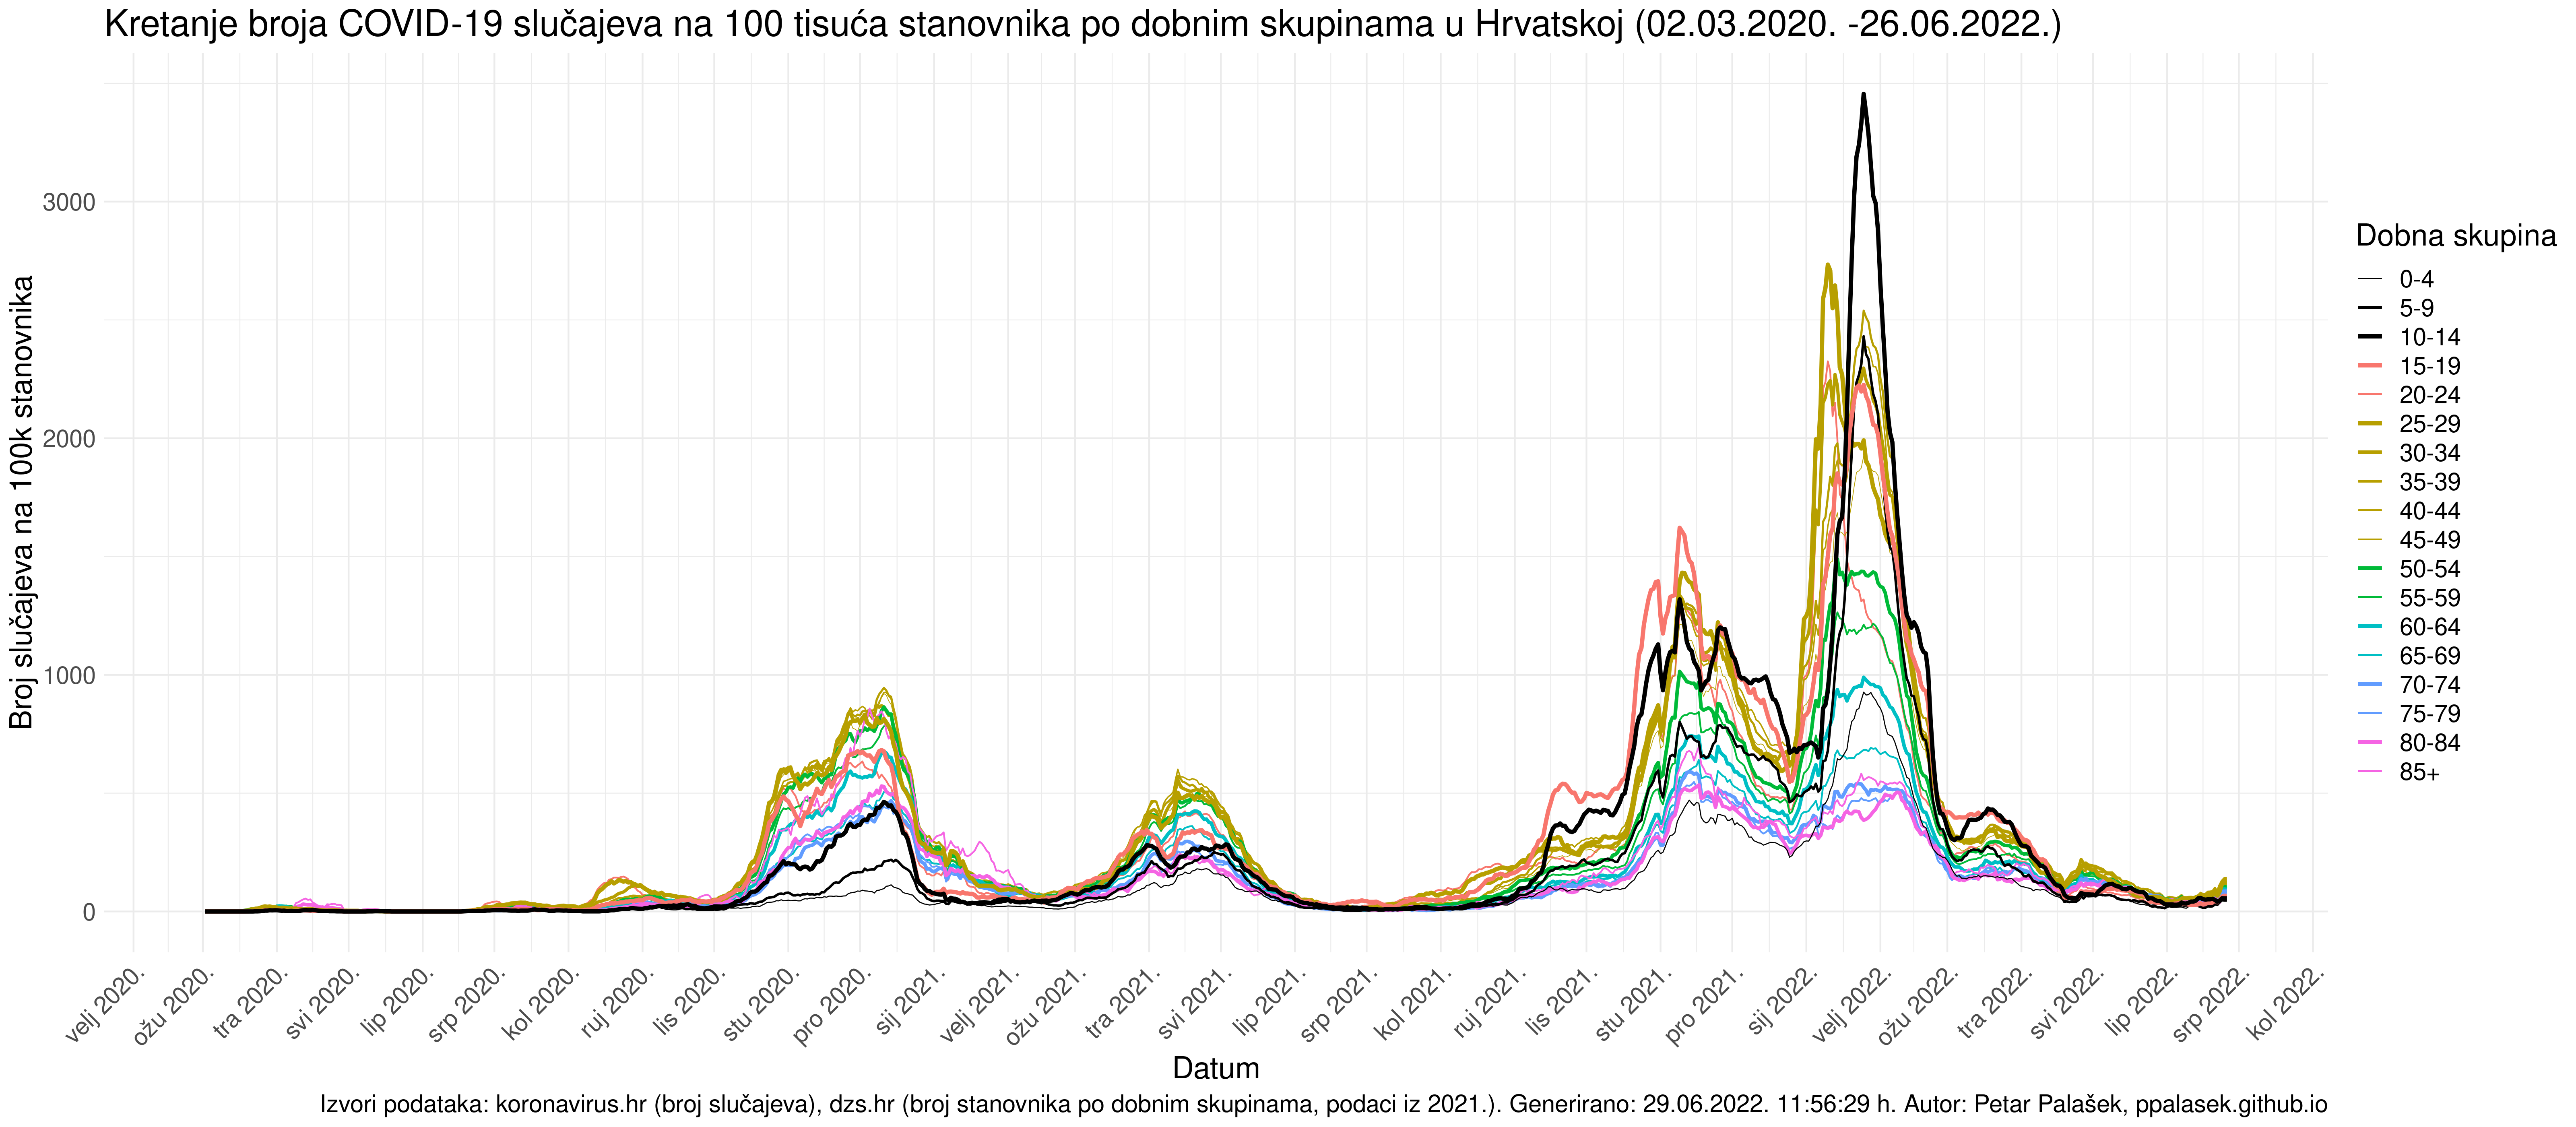 Kretanje broja COVID-19 slučajeva na 100 tisuća stanovnika po dobnim skupinama u Hrvatskoj (02.03.2020. -26.06.2022.)
Broj slučajeva na 100k stanovnika
3000
2000
1000
0
velj 2020.
ožu 2020.
tra 2020.
svi 2020.
lip 2020.
srp 2020.
kol 2020.
ruj 2020.
lis 2020.
stu 2020.
pro 2020.
sij 2021.
velj 2021.
ožu 2021.
tra 2021.
svi 2021.
lip 2021.
srp 2021.
kol 2021.
ruj 2021.
lis 2021.
stu 2021.
pro 2021.
sij 2022.
velj 2022.
ožu 2022.
tra 2022.
svi 2022.
lip 2022.
srp 2022.
kol 2022.
Datum
Dobna skupina
0-4
5-9
10-14
15-19
20-24
25-29
30-34
35-39
40-44
45-49
50-54
55-59
60-64
65-69
70-74
75-79
80-84
85+
Izvori podataka: koronavirus.hr (broj slučajeva), dzs.hr (broj stanovnika po dobnim skupinama, podaci iz 2021.). Generirano: 29.06.2022. 11:56:29 h. Autor: Petar Palašek, ppalasek.github.io